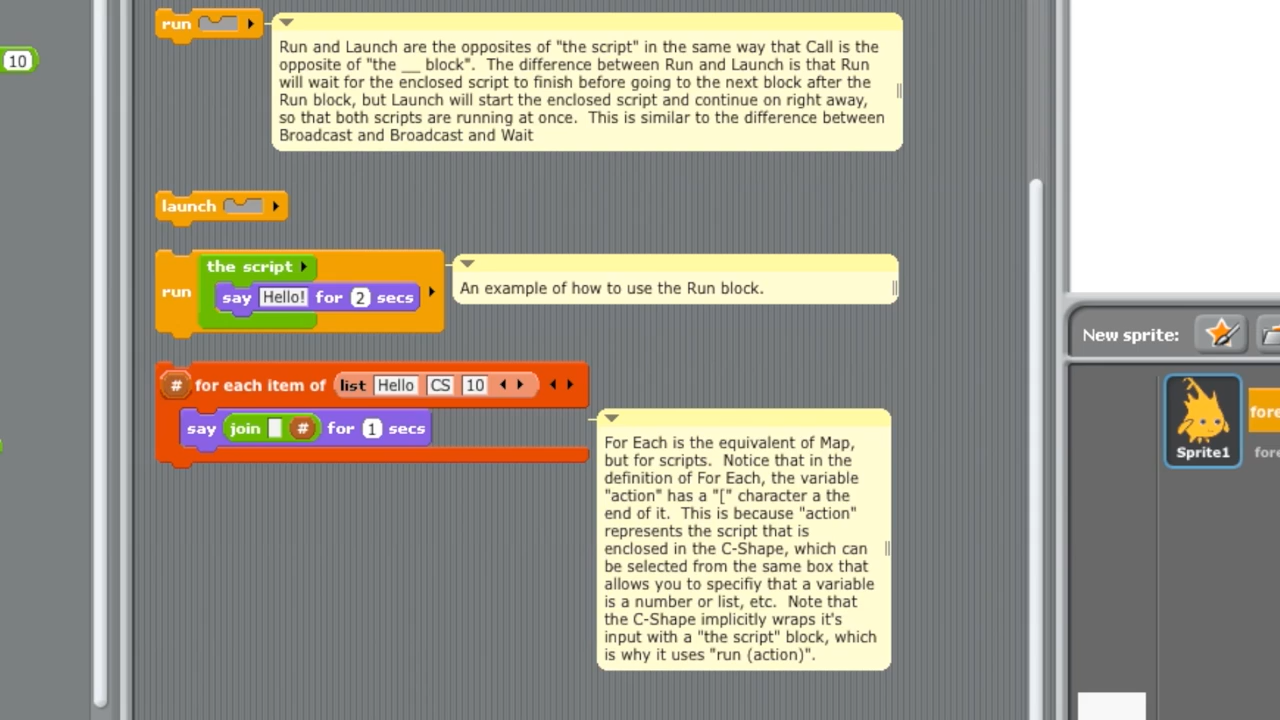 10
run
Run and Launch are the opposites of "the script" in the same way that Call is the
opposite of "the __ block".  The difference between Run and Launch is that Run
will wait for the enclosed script to finish before going to the next block after the
Run block, but Launch will start the enclosed script and continue on right away,
so that both scripts are running at once.  This is similar to the difference between
Broadcast and Broadcast and Wait
launch
run the script
say Hello! for 2 secs
An example of how to use the Run block.
# for each item of list Hello CS 10
say join # for 1 secs
For Each is the equivalent of Map,
but for scripts.  Notice that in the
definition of For Each, the variable
"action" has a "[" character a the
end of it.  This is because "action"
represents the script that is
enclosed in the C-Shape, which can
be selected from the same box that
allows you to specifiy that a variable
is a number or list, etc.  Note that
the C-Shape implicitly wraps it's
input with a "the script" block, which
is why it uses "run (action)".
New sprite:
Sprite1